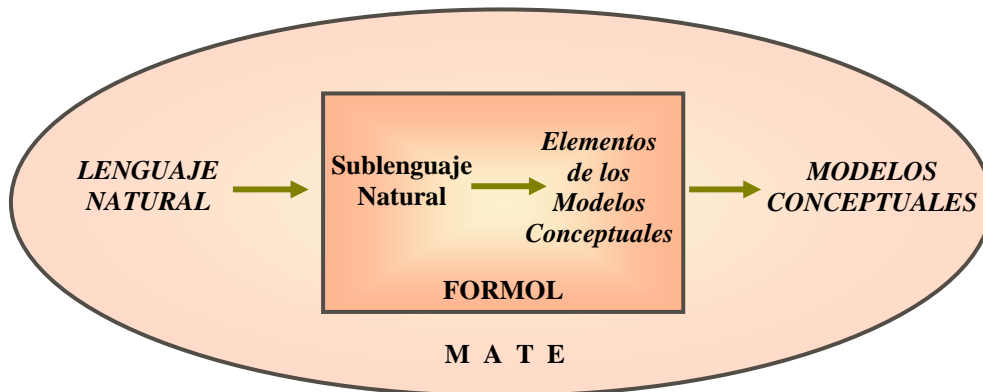 LENGUAJE
NATURAL
Sublenguaje
Natural
Elementos
de los
Modelos
Conceptuales
MODELOS
CONCEPTUALES
FORMOL
M A T E